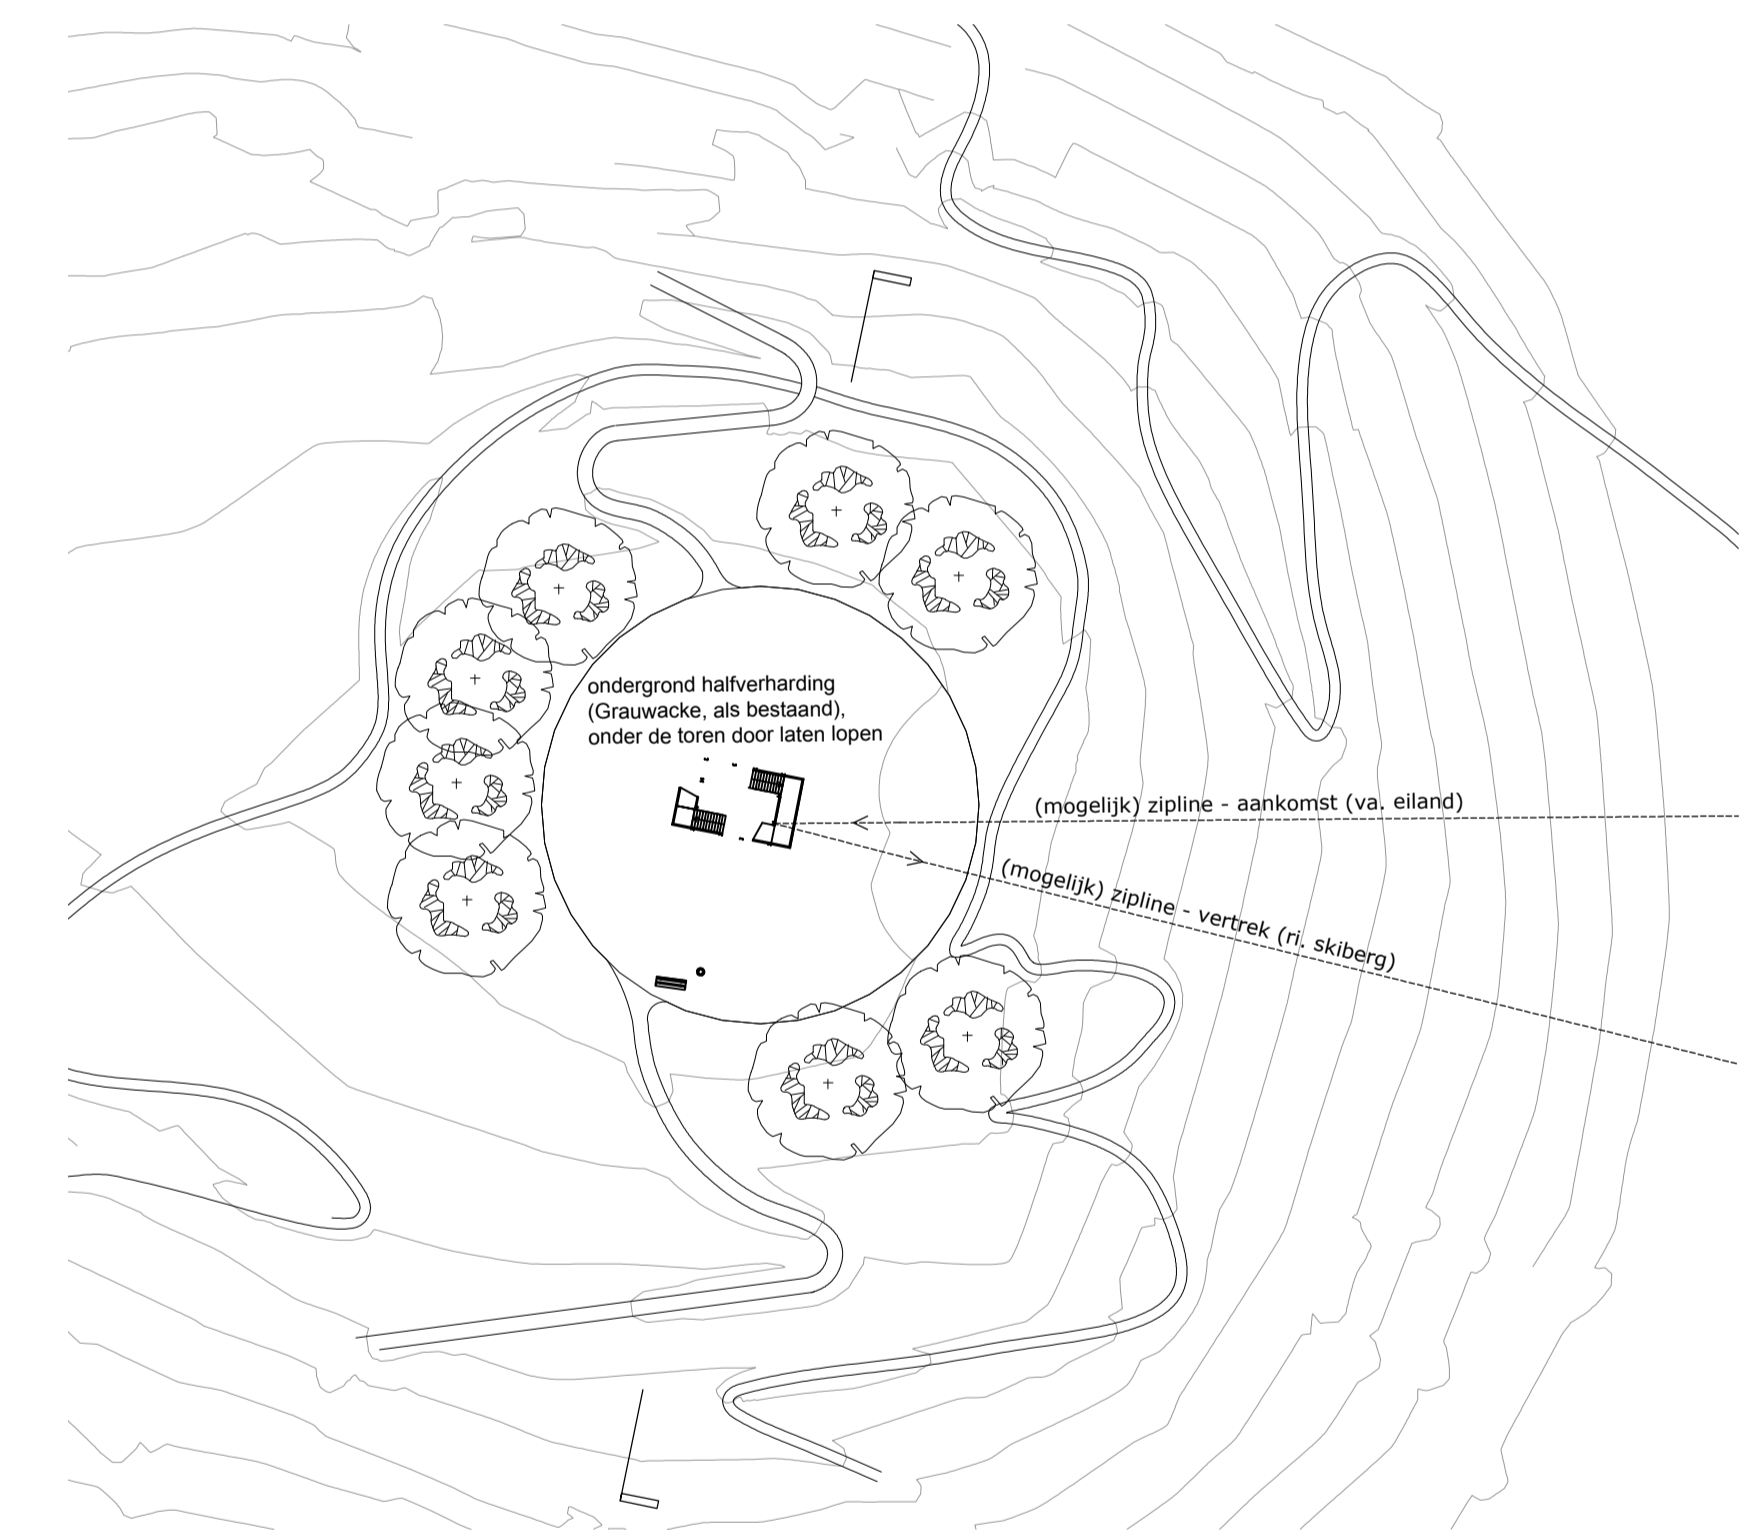 ondergrond halfverharding
(Grauwacke, als bestaand),
onder de toren door laten lopen
(mogelijk) zipline - aankomst (va. eiland)
(mogelijk) zipline - vertrek (ri. skiberg)